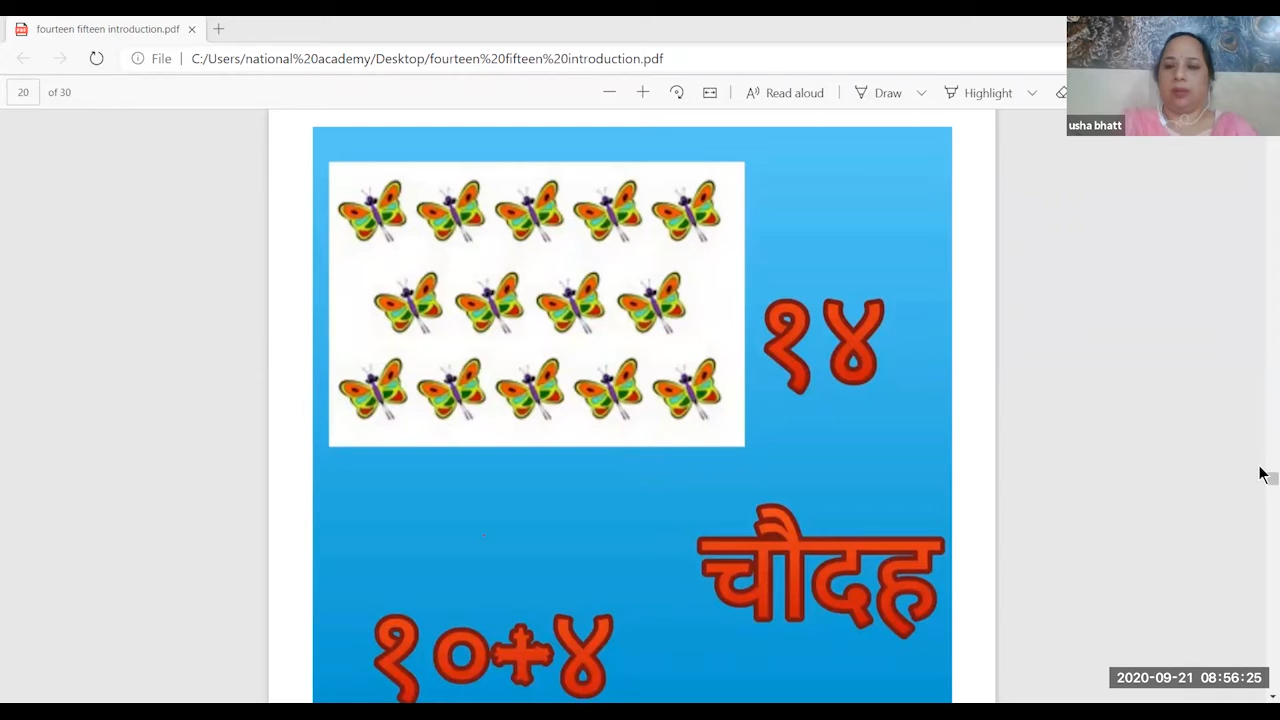 fourteen fifteen introduction.pdf
File | C:/Users/national%20academy/Desktop/fourteen%20fifteen%20introduction.pdf
20 of 30
Read aloud
Draw
Highlight
usha bhatt
१४
चौदह
१०+४
2020-09-21 08:56:25